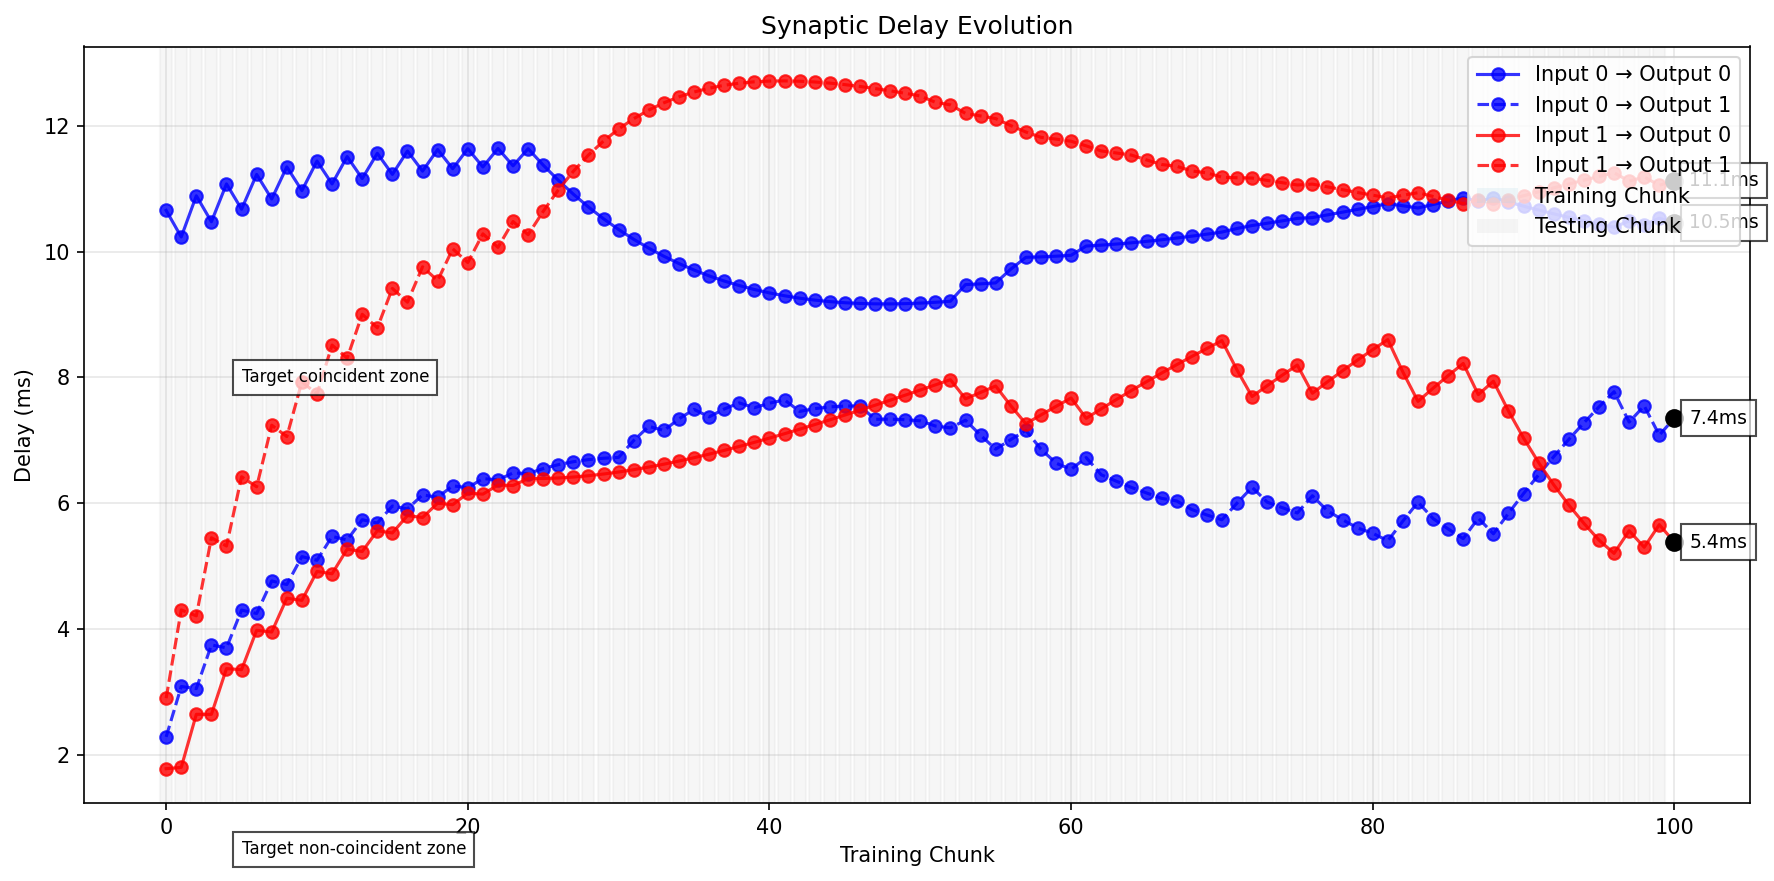 Synaptic Delay Evolution
Input 0 → Output 0
Input 0 → Output 1
Input 1 → Output 0
Input 1 → Output 1
Training Chunk
Testing Chunk
11.1ms
10.5ms
7.4ms
5.4ms
Target coincident zone
Target non-coincident zone
Delay (ms)
12
10
8
6
4
2
0
20
40
60
80
100
Training Chunk